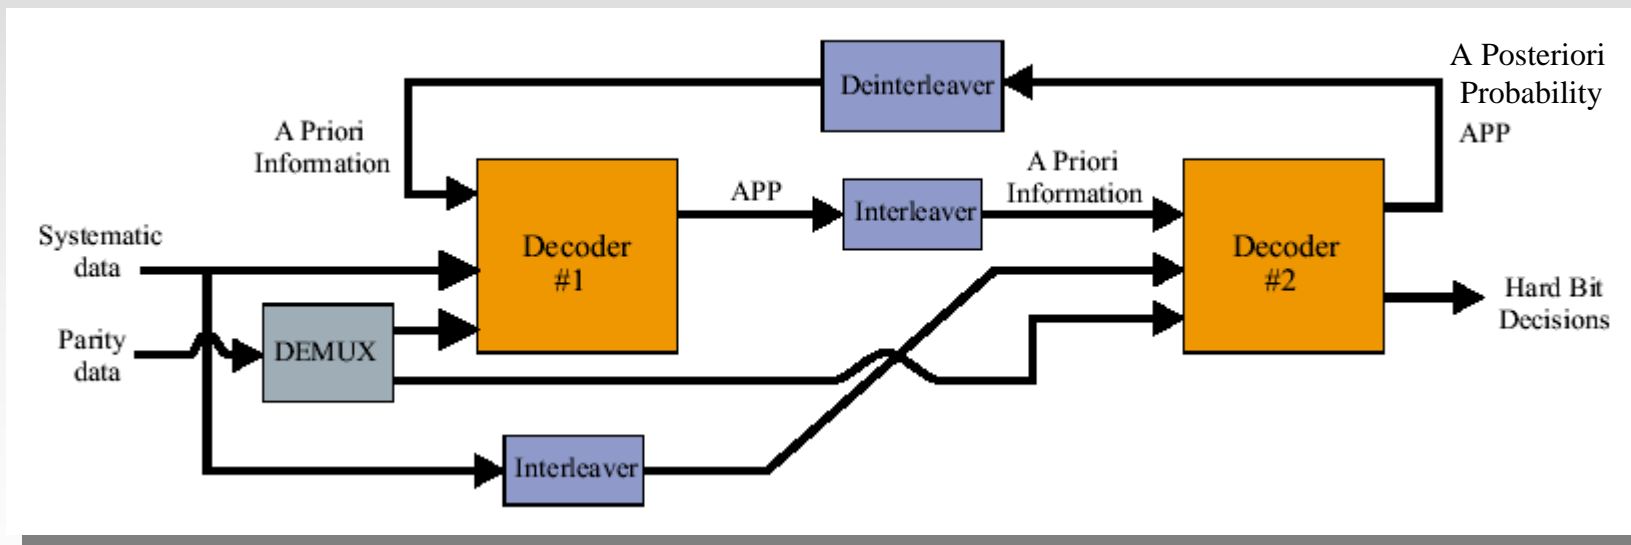 A Posteriori
Probability
APP
Deinterleaver
A Priori
Information
APP
Interleaver
A Priori
Information
Systematic
data
Decoder
#1
Decoder
#2
Parity
data
DEMUX
Hard Bit
Decisions
Interleaver